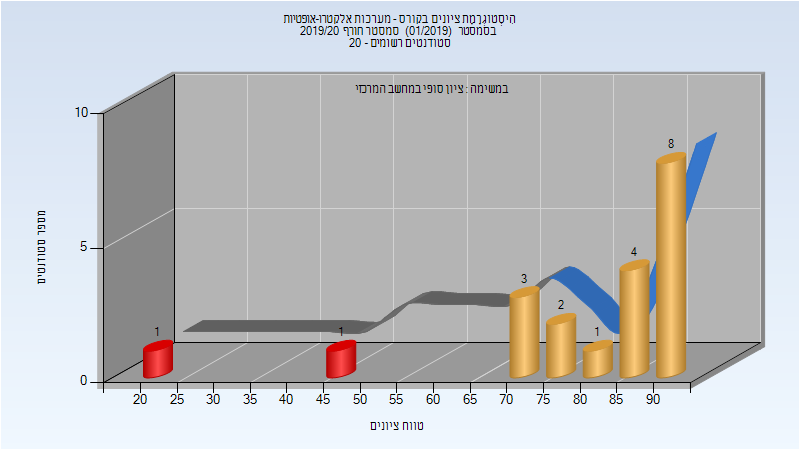 הִיסְטוֹגְרָמַת ציונים בקורס - מערכות אלקטרו-אופטיות
בסמסטר (01/2019) סמסטר חורף 2019/20
סטודנטים רשומים - 20
במשימה : ציון סופי במחשב המרכזי
מספר סטודנטים
10
5
0
1
1
3
2
1
4
8
20 25 30 35 40 45 50 55 60 65 70 75 80 85 90
טווח ציונים